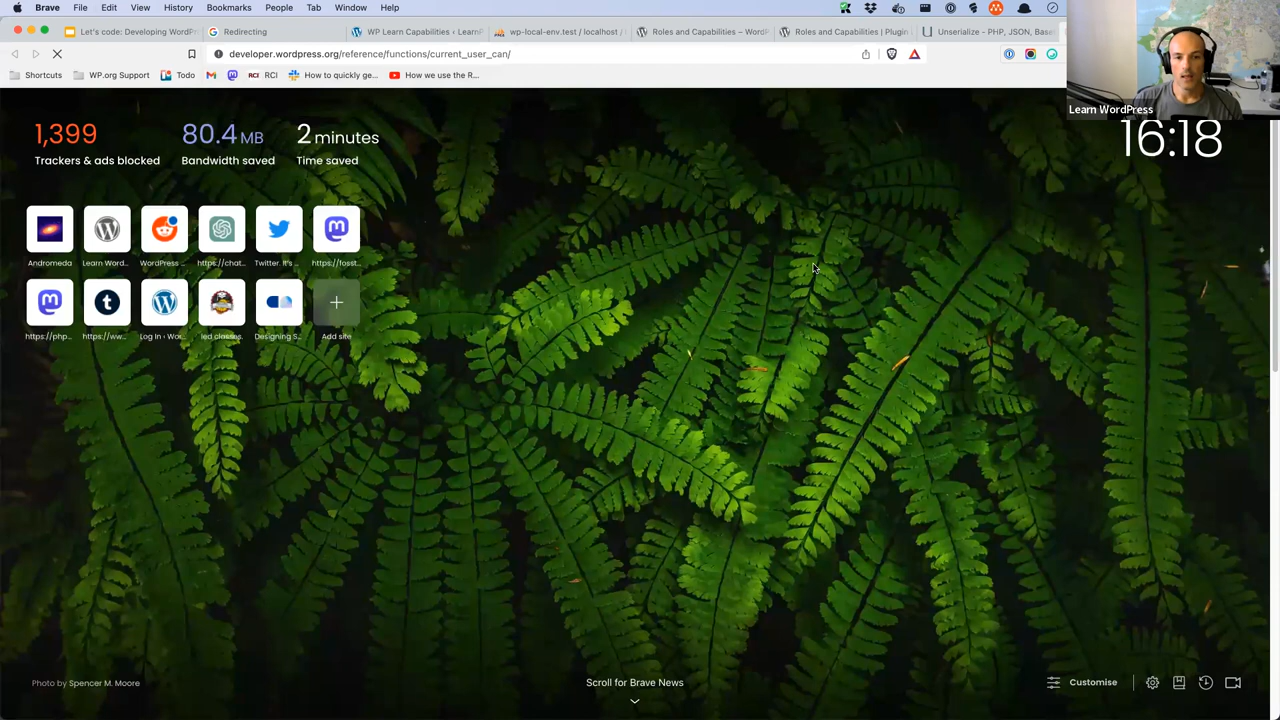 Brave File Edit View History Bookmarks People Tab Window Help
Let's code: Developing WordPr
Redirecting
WP Learn Capabilities ‹ LearnP
wp-local-env.test / localhost /
Roles and Capabilities – WordP
Roles and Capabilities | Plugin
Unserialize - PHP, JSON, Base
developer.wordpress.org/reference/functions/current_user_can/
Shortcuts
WP.org Support
Todo
RCI RCI
How to quickly ge...
How we use the R...
Learn WordPress
1,399
Trackers & ads blocked
80.4 MB
Bandwidth saved
2 minutes
Time saved
16:18
Andromeda
Learn Word...
WordPress ...
https://chat...
Twitter. It's ...
https://fosst...
https://php...
https://ww...
Log In ‹ Wor...
led classes.
Designing S...
Add site
Photo by Spencer M. Moore
Scroll for Brave News
Customise